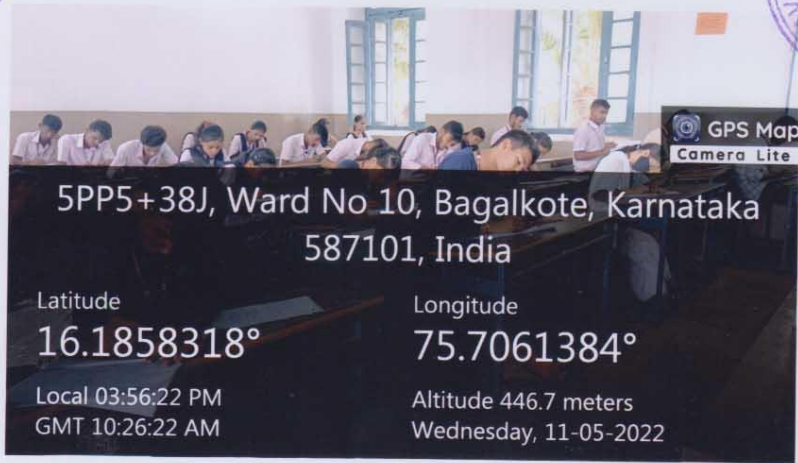 GPS Map
Camera Lite
5PP5+38J, Ward No 10, Bagalkote, Karnataka
587101, India
Latitude
16.1858318°
Longitude
75.7061384°
Local 03:56:22 PM
GMT 10:26:22 AM
Altitude 446.7 meters
Wednesday, 11-05-2022